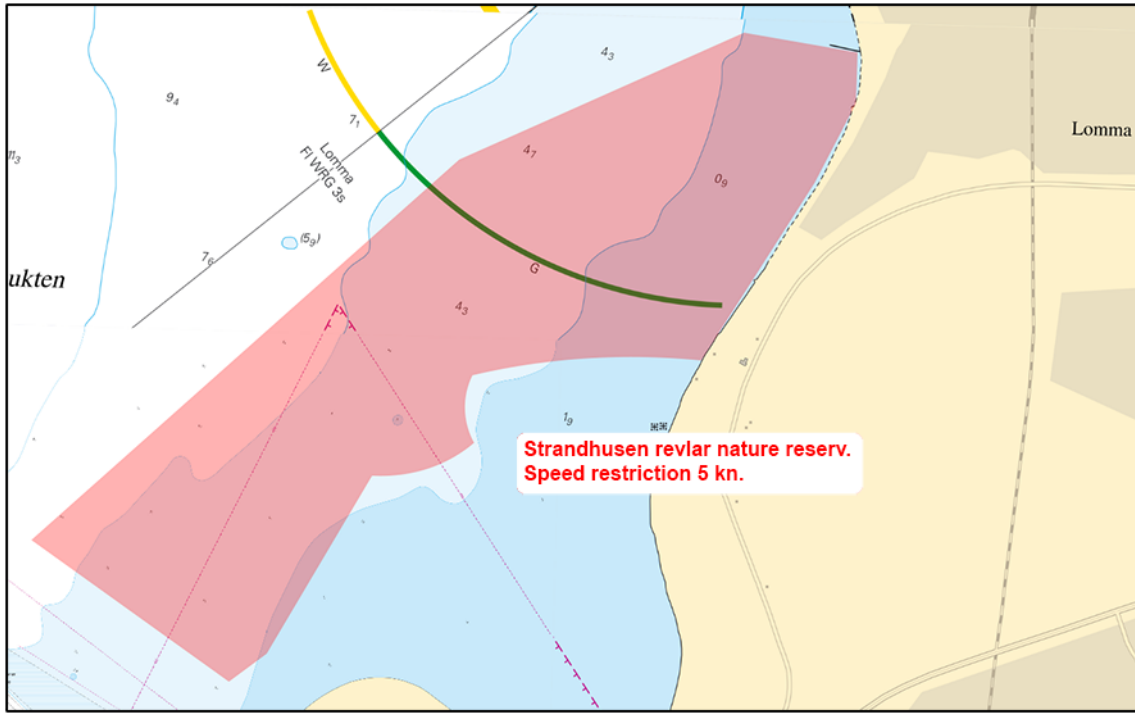 4₃
W
9₄
7₁
Lomma
Fl WRG 3s
4₇
Lomma
11₃
0₉
(5₉)
7₆
G
ukten
4₃
1₉
Strandhusen revlar nature reserv.
Speed restriction 5 kn.